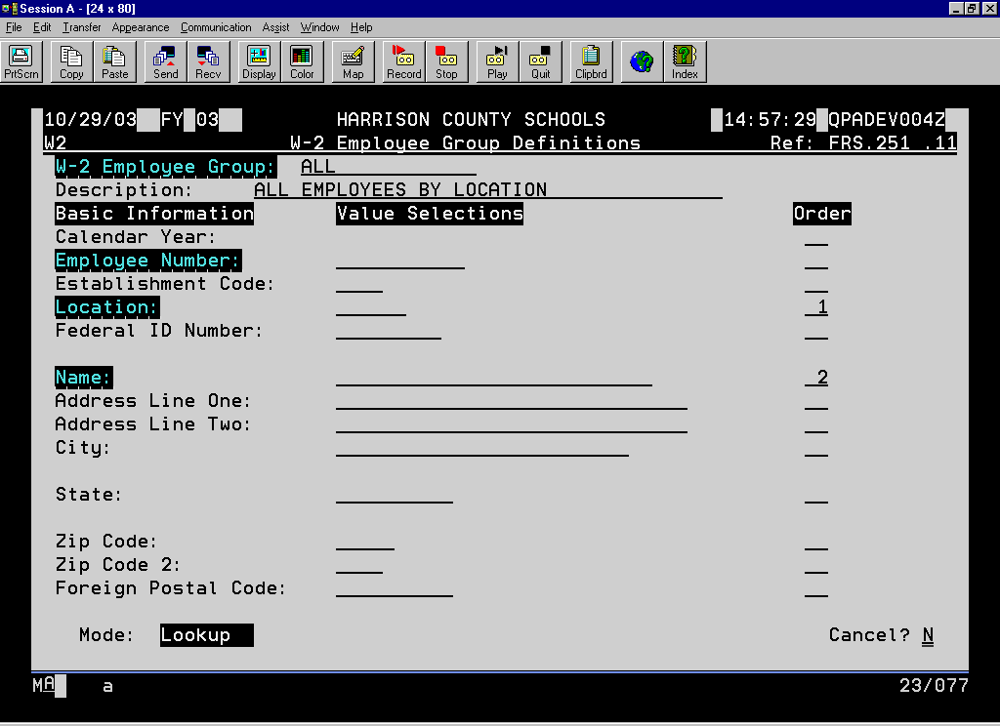 Session A - [24 x 80]
File Edit Transfer Appearance Communication Assist Window Help
PrtScrn Copy Paste Send Recv Display Color Map Record Stop Play Quit Clipbrd Index
10/29/03 FY 03 HARRISON COUNTY SCHOOLS 14:57:29 QPADEV004Z
W2 W-2 Employee Group Definitions Ref: FRS.251 .11
W-2 Employee Group: ALL
Description: ALL EMPLOYEES BY LOCATION
Basic Information Value Selections Order
Calendar Year:
Employee Number:
Establishment Code:
Location: 1
Federal ID Number:
Name: 2
Address Line One:
Address Line Two:
City:
State:
Zip Code:
Zip Code 2:
Foreign Postal Code:
Mode: Lookup Cancel? N
MA a 23/077